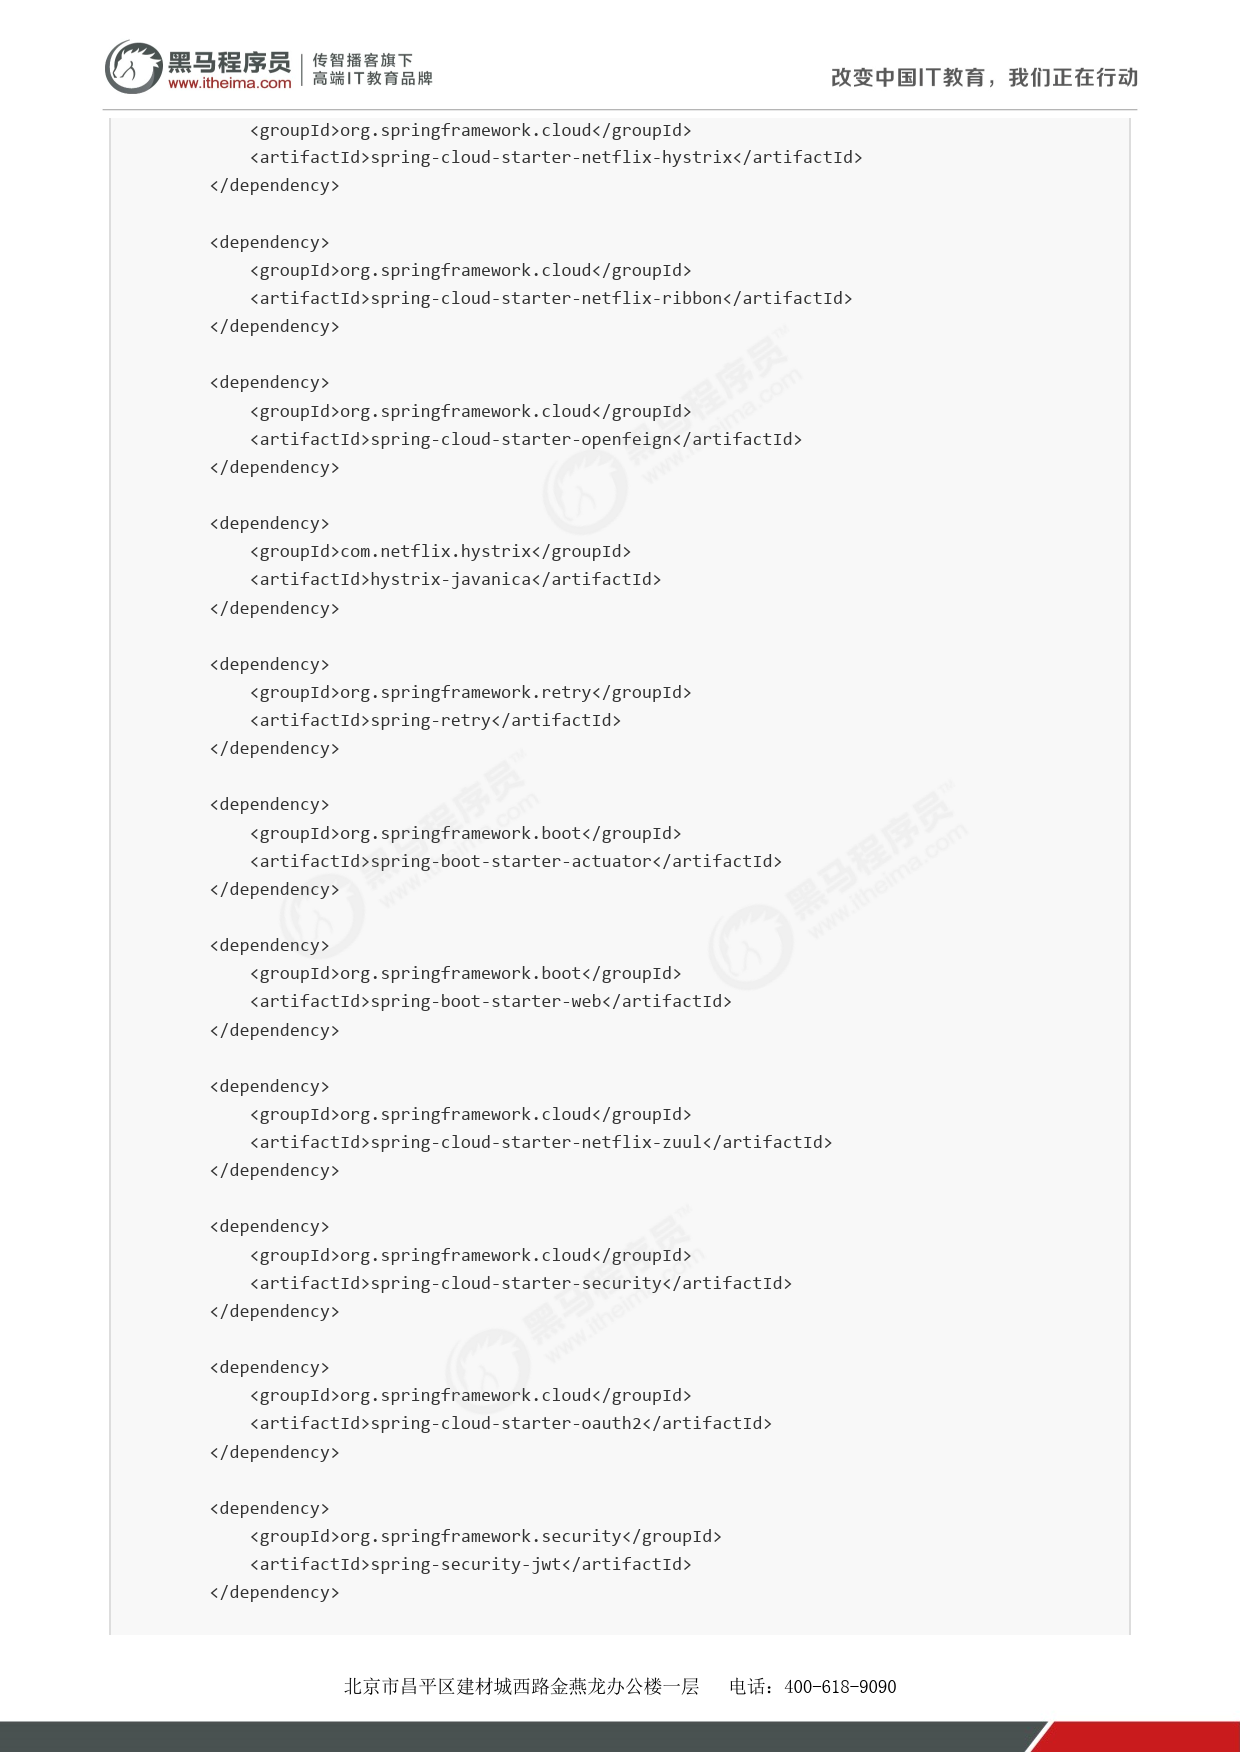 黑马程序员
www.itheima.com
传智播客旗下
高端IT教育品牌
改变中国IT教育，我们正在行动
<groupId>org.springframework.cloud</groupId>
<artifactId>spring-cloud-starter-netflix-hystrix</artifactId>
</dependency>
<dependency>
<groupId>org.springframework.cloud</groupId>
<artifactId>spring-cloud-starter-netflix-ribbon</artifactId>
</dependency>
<dependency>
<groupId>org.springframework.cloud</groupId>
<artifactId>spring-cloud-starter-openfeign</artifactId>
</dependency>
<dependency>
<groupId>com.netflix.hystrix</groupId>
<artifactId>hystrix-javanica</artifactId>
</dependency>
<dependency>
<groupId>org.springframework.retry</groupId>
<artifactId>spring-retry</artifactId>
</dependency>
<dependency>
<groupId>org.springframework.boot</groupId>
<artifactId>spring-boot-starter-actuator</artifactId>
</dependency>
<dependency>
<groupId>org.springframework.boot</groupId>
<artifactId>spring-boot-starter-web</artifactId>
</dependency>
<dependency>
<groupId>org.springframework.cloud</groupId>
<artifactId>spring-cloud-starter-netflix-zuul</artifactId>
</dependency>
<dependency>
<groupId>org.springframework.cloud</groupId>
<artifactId>spring-cloud-starter-security</artifactId>
</dependency>
<dependency>
<groupId>org.springframework.cloud</groupId>
<artifactId>spring-cloud-starter-oauth2</artifactId>
</dependency>
<dependency>
<groupId>org.springframework.security</groupId>
<artifactId>spring-security-jwt</artifactId>
</dependency>
北京市昌平区建材城西路金燕龙办公楼一层 电话：400-618-9090